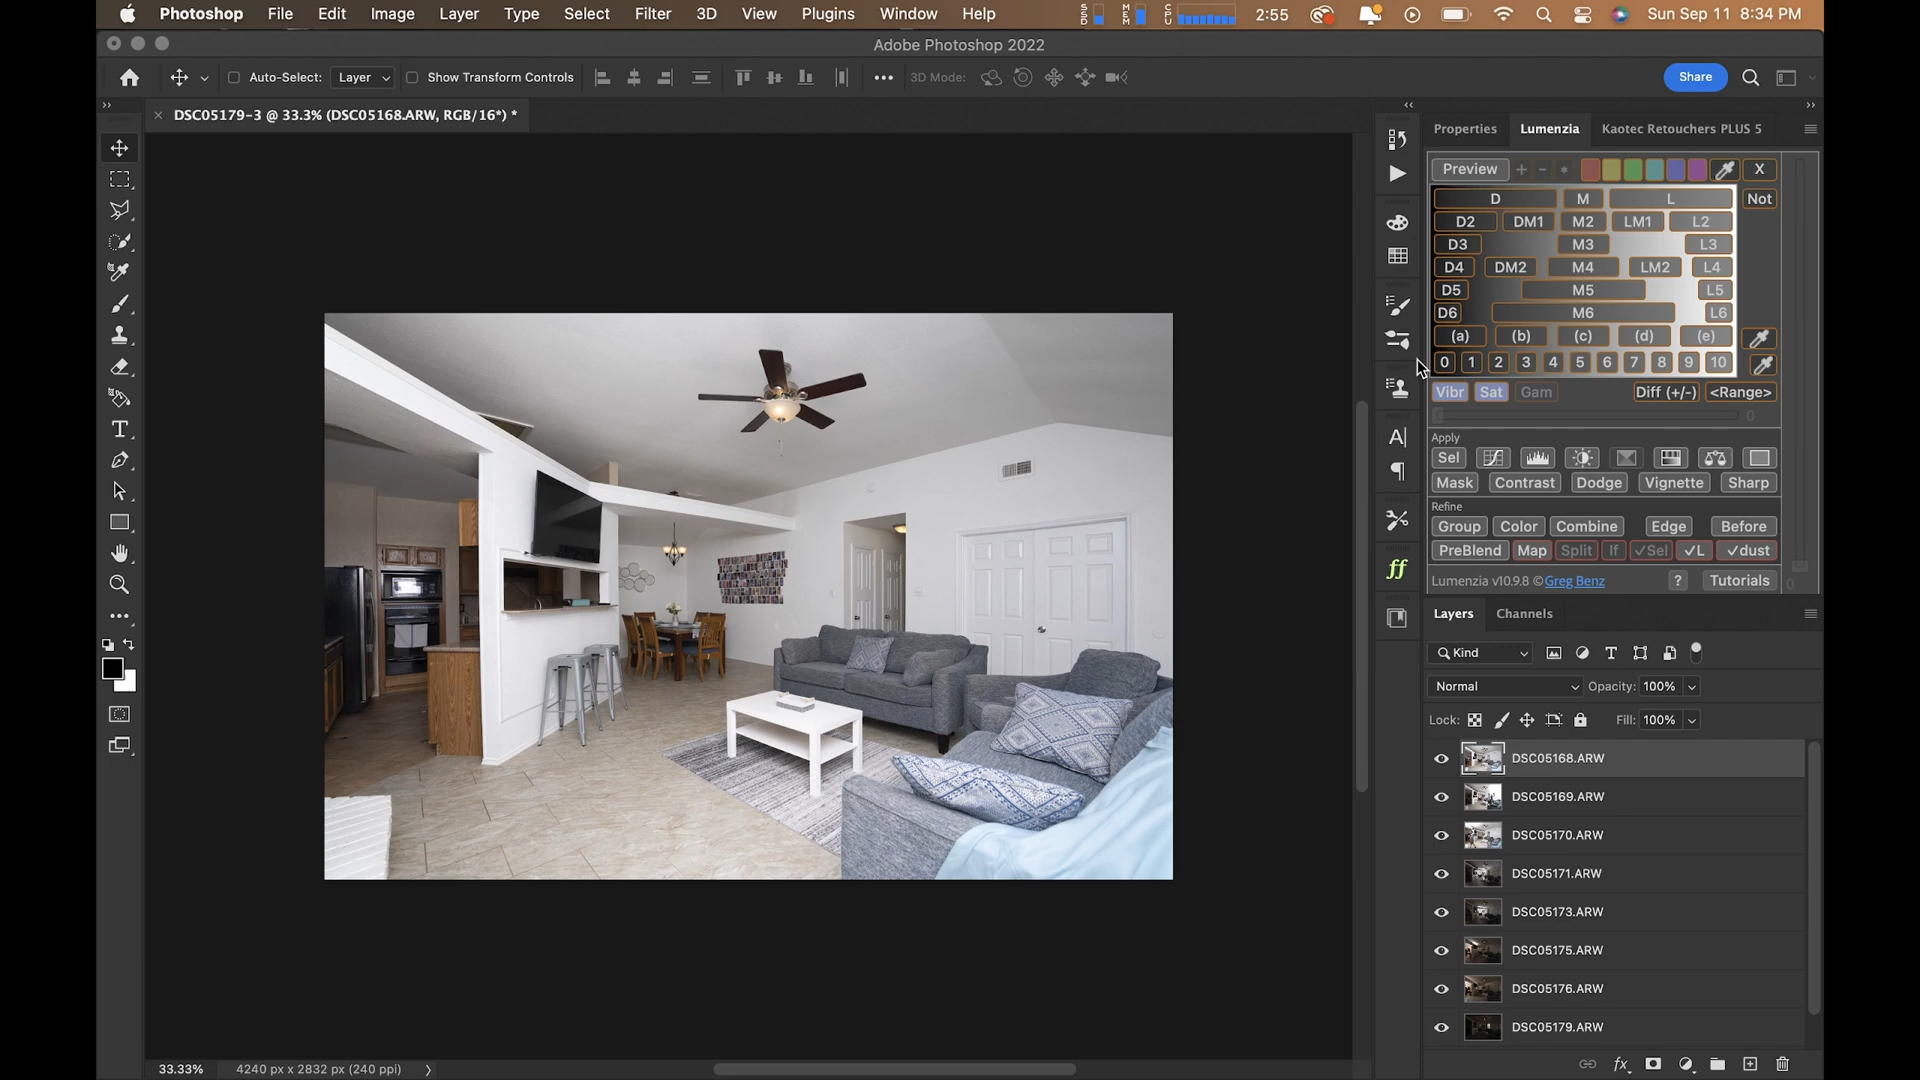 Photoshop File Edit Image Layer Type Select Filter 3D View Plugins Window Help SSD MEM CPU 2:55 Sun Sep 11 8:34 PM
Adobe Photoshop 2022
Auto-Select: Layer Show Transform Controls ••• 3D Mode: Share
× DSC05179-3 @ 33.3% (DSC05168.ARW, RGB/16*) *
Properties Lumenzia Kaotec Retouchers PLUS 5
Preview + - * X
D M L Not
D2 DM1 M2 LM1 L2
D3 M3 L3
D4 DM2 M4 LM2 L4
D5 M5 L5
D6 M6 L6
(a) (b) (c) (d) (e)
0 1 2 3 4 5 6 7 8 9 10
Vibr Sat Gam Diff (+/-) <Range>
0
Apply
Sel
Mask Contrast Dodge Vignette Sharp
Refine
Group Color Combine Edge Before
PreBlend Map Split If ✓Sel ✓L ✓dust
Lumenzia v10.9.8 ©Greg Benz ? Tutorials 0
Layers Channels
Kind
Normal Opacity: 100%
Lock: Fill: 100%
DSC05168.ARW
DSC05169.ARW
DSC05170.ARW
DSC05171.ARW
DSC05173.ARW
DSC05175.ARW
DSC05176.ARW
DSC05179.ARW
fx
33.33% 4240 px x 2832 px (240 ppi)